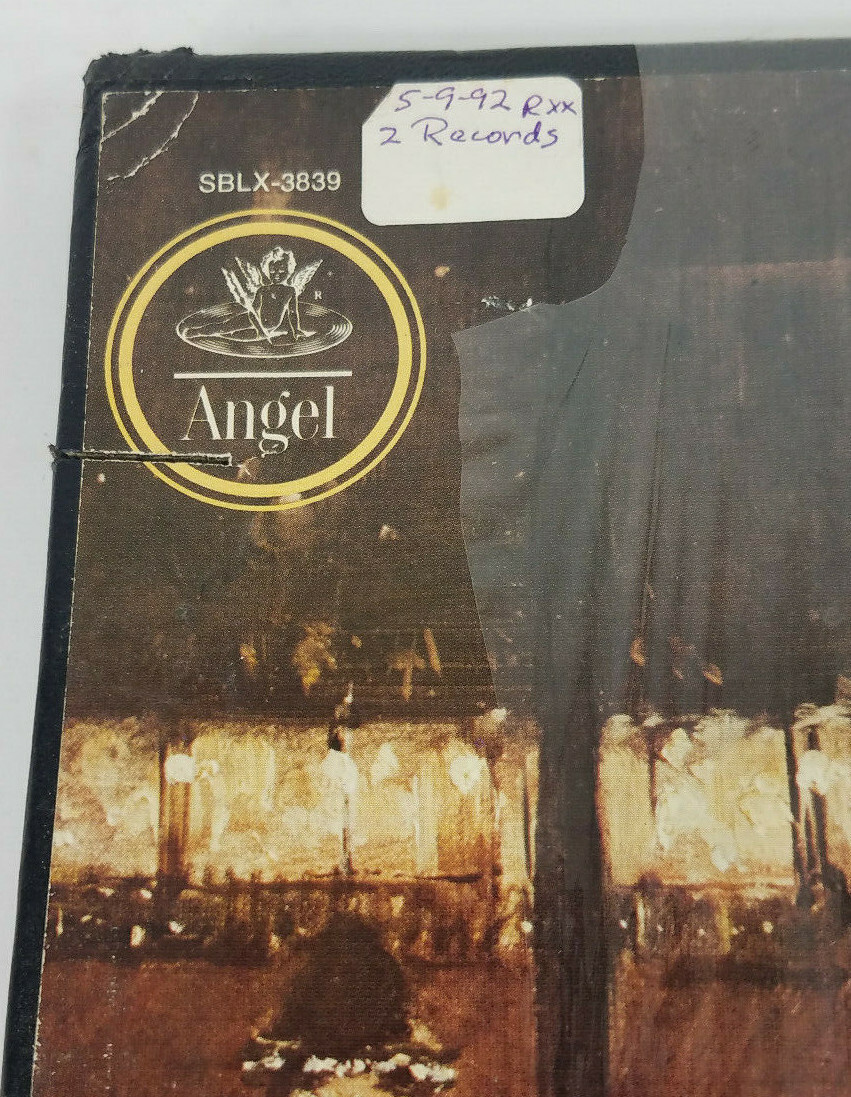 5-9-92 Rxx
2 Records
SBLX-3839
R
Angel